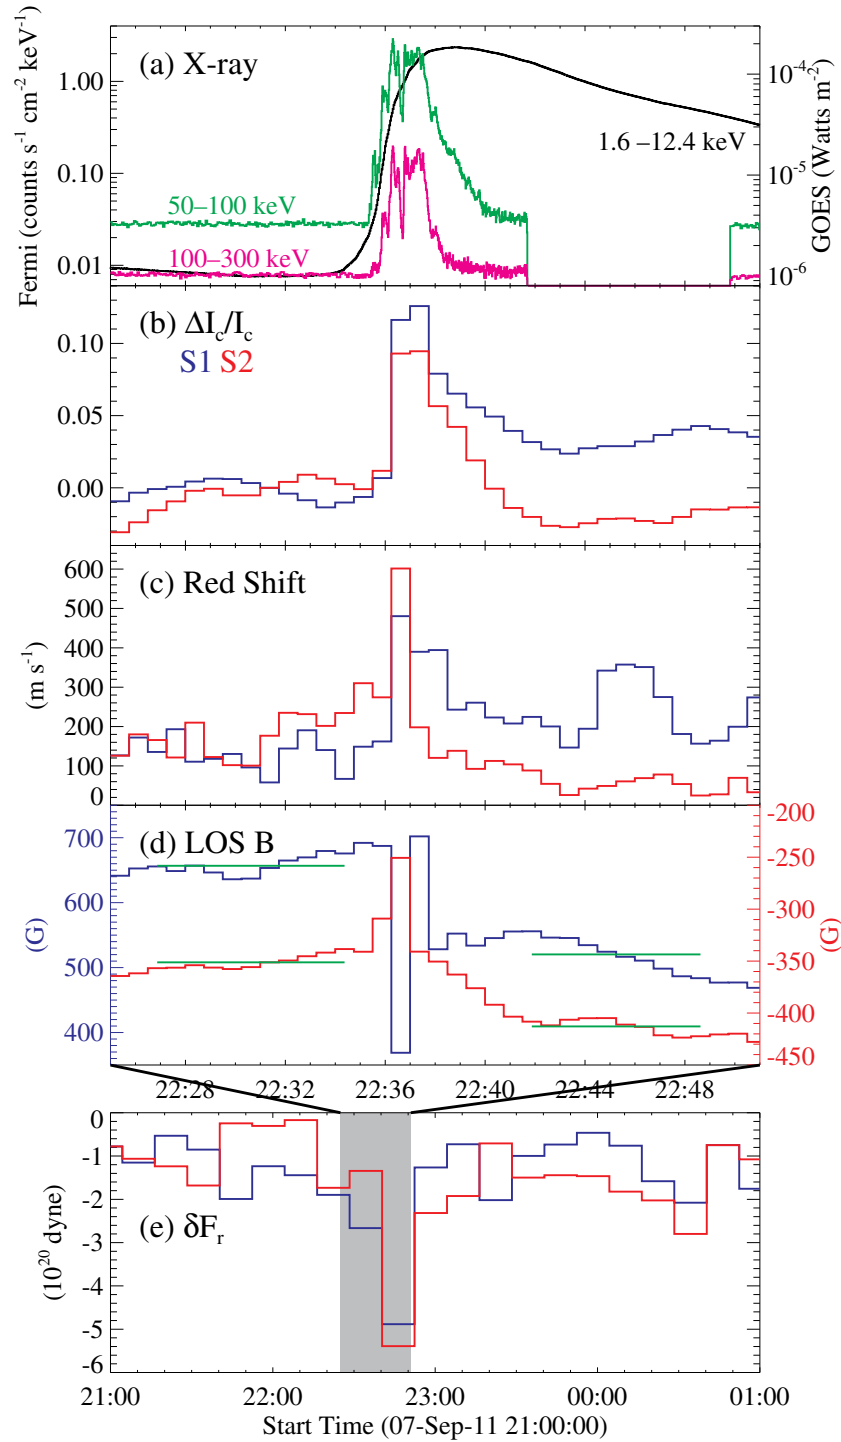 (a) X-ray
Fermi (counts s⁻¹ cm⁻² keV⁻¹)
1.00
0.10
0.01
50–100 keV
100–300 keV
1.6 –12.4 keV
10⁻⁴
10⁻⁵
10⁻⁶
GOES (Watts m⁻²)
(b) ΔI_c/I_c
S1 S2
0.10
0.05
0.00
(c) Red Shift
(m s⁻¹)
600
500
400
300
200
100
0
(d) LOS B
(G)
700
600
500
400
-200
-250
-300
-350
-400
-450
(G)
22:28 22:32 22:36 22:40 22:44 22:48
(e) δF_r
(10²⁰ dyne)
0
-1
-2
-3
-4
-5
-6
21:00 22:00 23:00 00:00 01:00
Start Time (07-Sep-11 21:00:00)